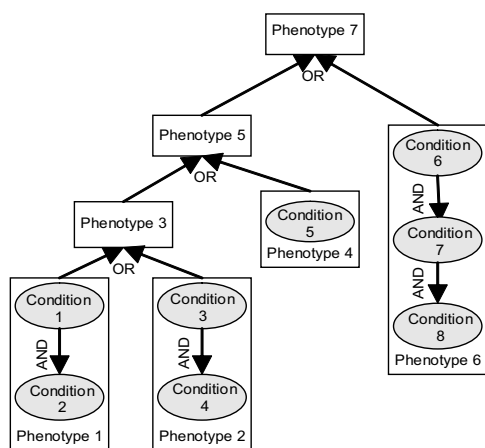 Phenotype 7
OR
Phenotype 5
OR
Condition
6
AND
Condition
7
AND
Condition
8
Phenotype 6
Condition
5
Phenotype 4
Phenotype 3
OR
Condition
1
AND
Condition
2
Phenotype 1
Condition
3
AND
Condition
4
Phenotype 2